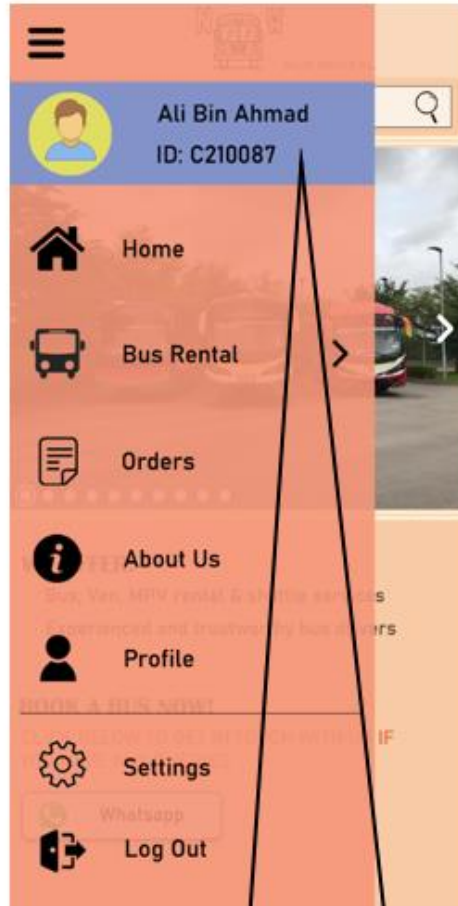 Ali Bin Ahmad
ID: C210087
Home
Bus Rental
Orders
About Us
Bus, Van, MPV rental & shuttle services
Experienced and trustworthy bus drivers
Profile
BOOK A BUS NOW!
IF
Settings
Whatsapp
Log Out